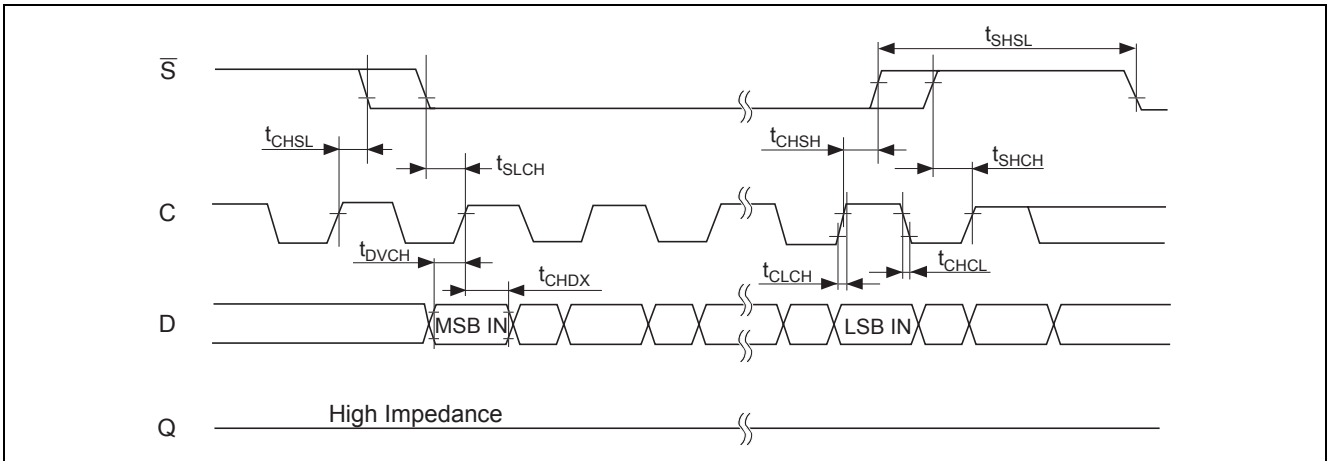 tSHSL
S̅
tCHSL
tSLCH
tCHSH
tSHCH
C
tDVCH
tCHDX
tCLCH
tCHCL
D
MSB IN
LSB IN
High Impedance
Q